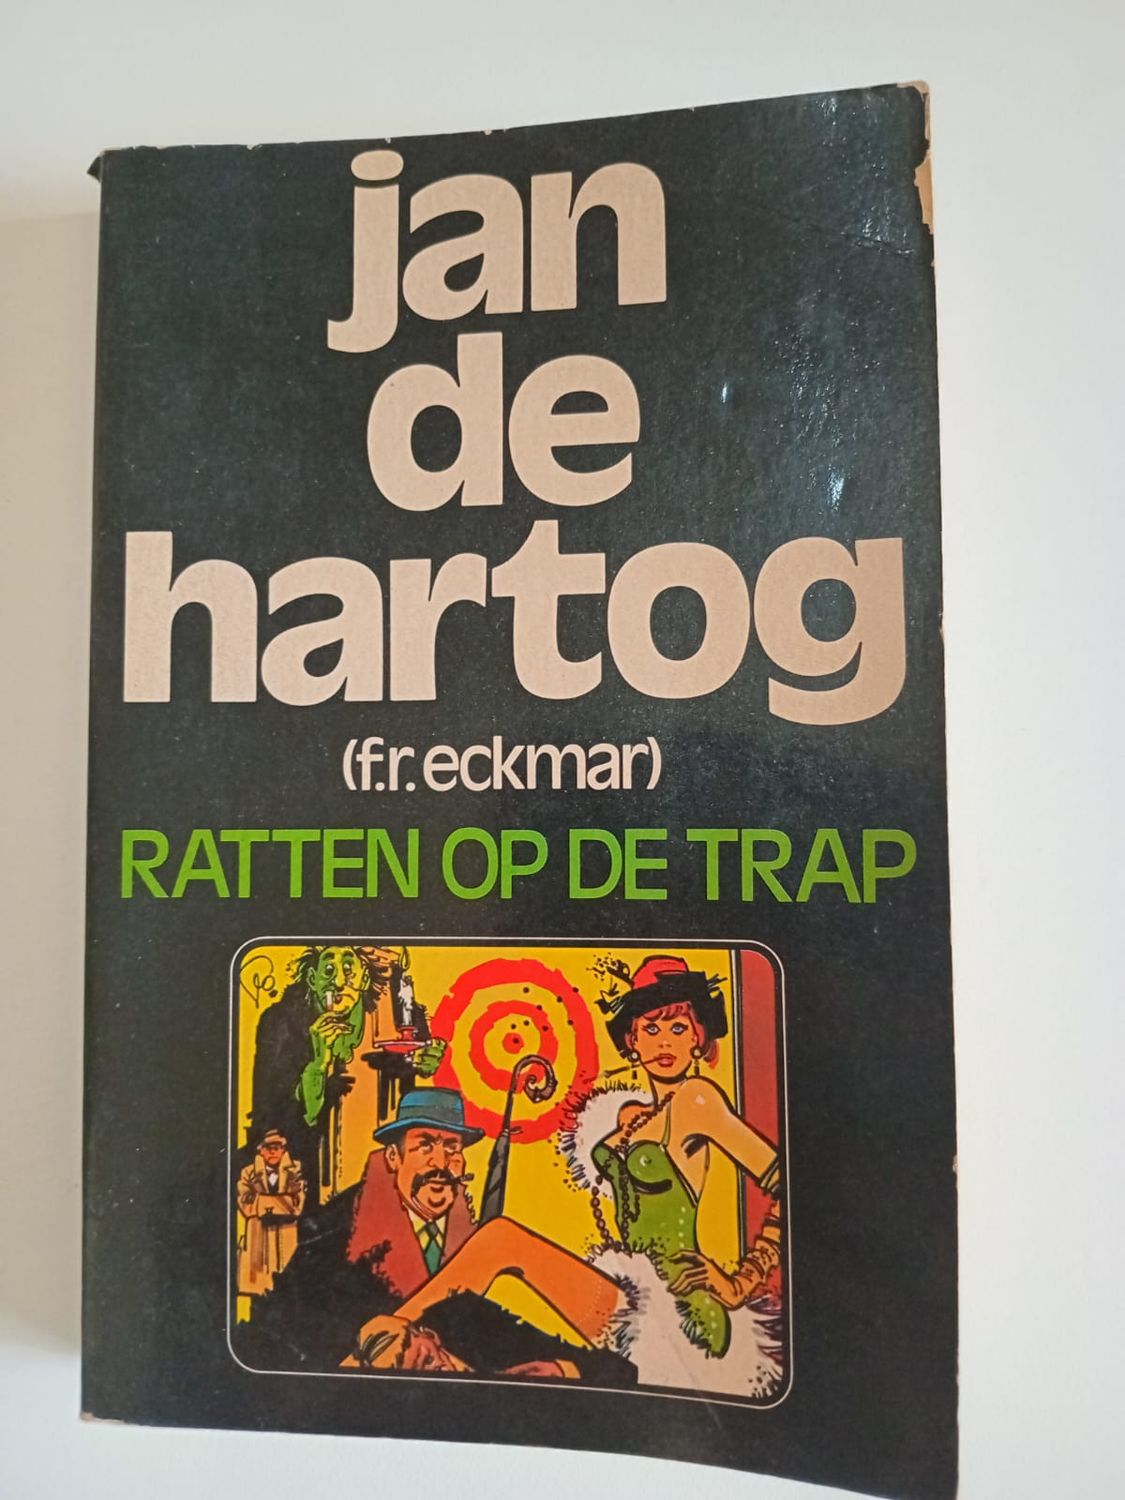 jan
de
hartog
(f.r. eckmar)
RATTEN OP DE TRAP